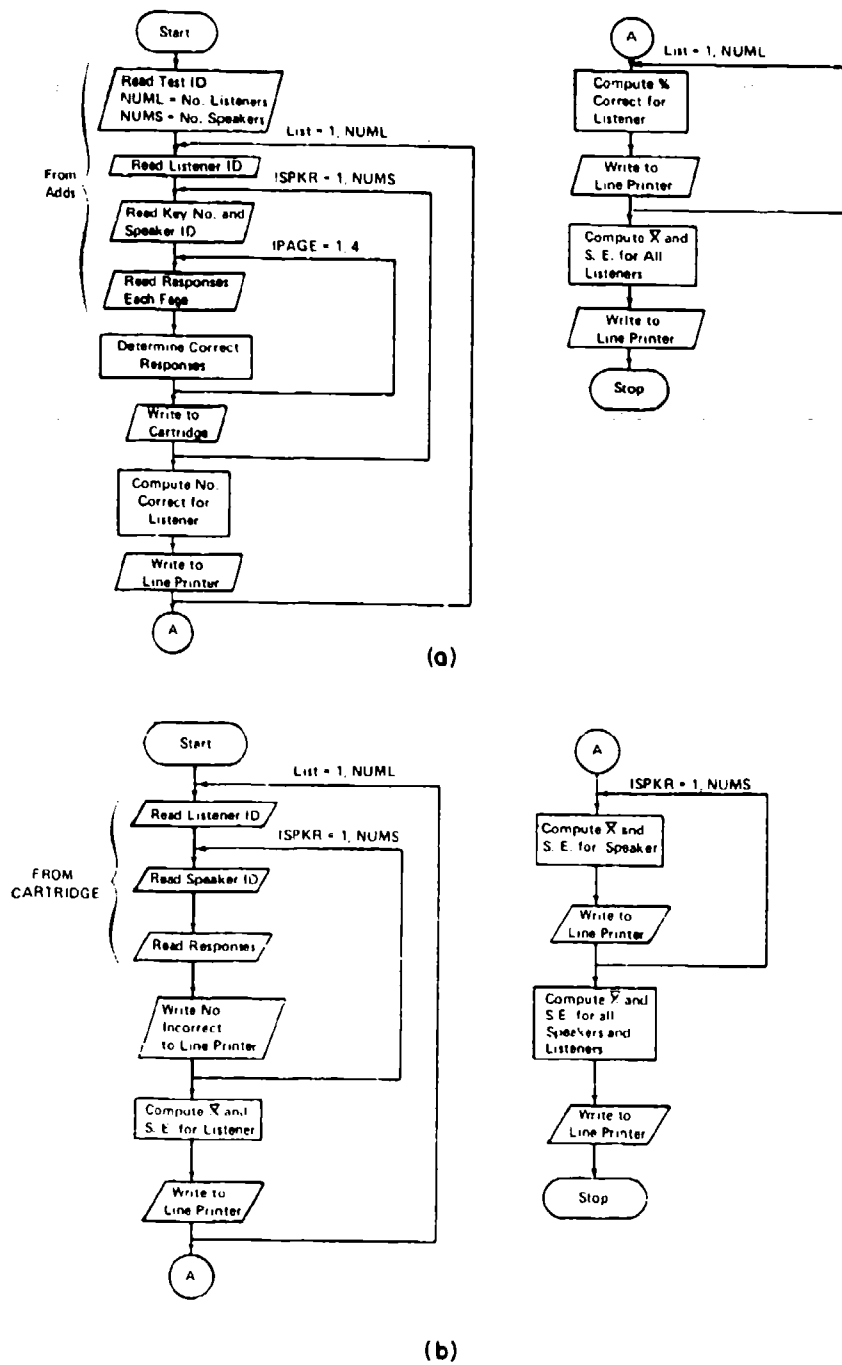 Start
Read Test ID
NUML = No. Listeners
NUMS = No. Speakers
List = 1, NUML
Read Listener ID
From
Adds
ISPKR = 1, NUMS
Read Key No. and
Speaker ID
IPAGE = 1, 4
Read Responses
Each Page
Determine Correct
Responses
Write to
Cartridge
Compute No.
Correct for
Listener
Write to
Line Printer
A
A
List = 1, NUML
Compute %
Correct for
Listener
Write to
Line Printer
Compute X̄ and
S. E. for All
Listeners
Write to
Line Printer
Stop
(a)
Start
List = 1, NUML
Read Listener ID
ISPKR = 1, NUMS
FROM
CARTRIDGE
Read Speaker ID
Read Responses
Write No
Incorrect
to Line Printer
Compute X̄ and
S. E. for Listener
Write to
Line Printer
A
A
ISPKR = 1, NUMS
Compute X̄ and
S. E. for Speaker
Write to
Line Printer
Compute X̄ and
S.E. for all
Speakers and
Listeners
Write to
Line Printer
Stop
(b)